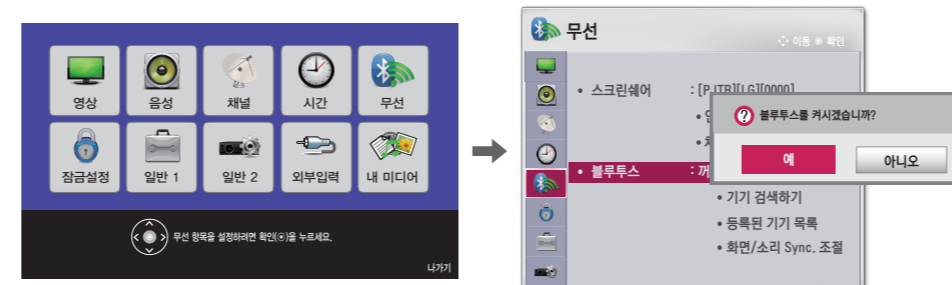 영상 음성 채널 시간 무선
잠금설정 일반 1 일반 2 외부입력 내 미디어
무선 항목을 설정하려면 확인(⊙)을 누르세요.
나가기
무선
이동 ⊙ 확인
• 스크린쉐어 : [PJTR][LG][0000]
• 블루투스 : 꺼
? 블루투스를 켜시겠습니까?
예 아니오
• 기기 검색하기
• 등록된 기기 목록
• 화면/소리 Sync. 조절